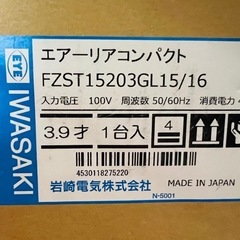 EYE
IWASAKI
エアーリアコンパクト
FZST15203GL15/16
入力電圧 100V 周波数 50/60Hz 消費電力
3.9才 1台入 4
岩崎電気株式会社
MADE IN JAPAN
4530118275220
N-5001